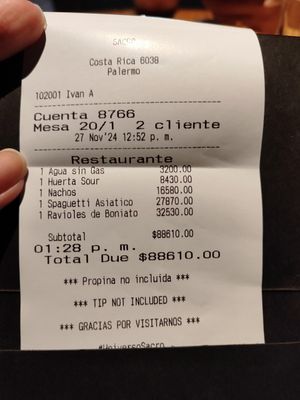 SACRO
Costa Rica 6038
Palermo
102001 Ivan A
Cuenta 8766
Mesa 20/1 2 cliente
27 Nov'24 12:52 p. m.
Restaurante
1 Agua sin Gas 3200.00
1 Huerta Sour 8430.00
1 Nachos 16580.00
1 Spaguetti Asiatico 27870.00
1 Ravioles de Boniato 32530.00
Subtotal $88610.00
01:28 p. m.
Total Due $88610.00
*** Propina no incluida ***
*** TIP NOT INCLUDED ***
*** GRACIAS POR VISITARNOS ***
#UniversoSacro